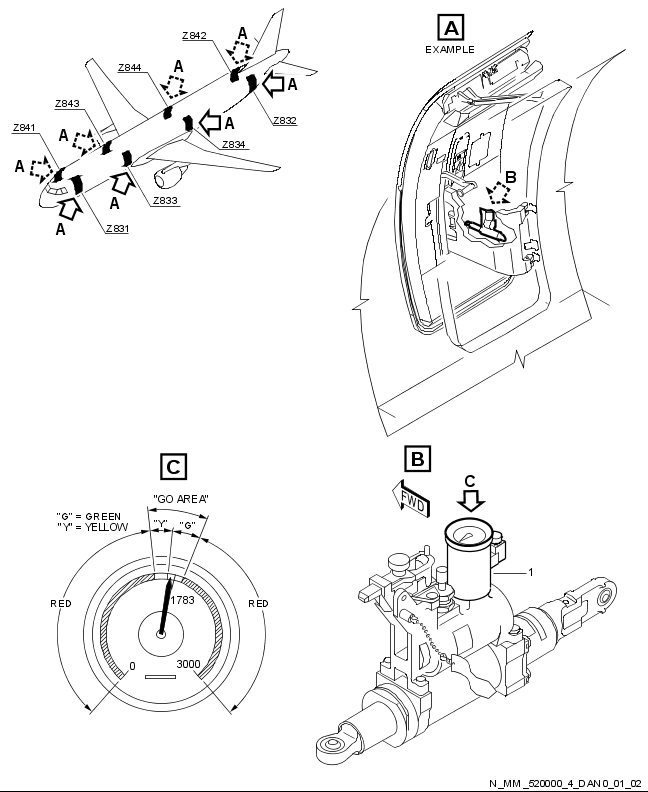 A
EXAMPLE
Z842
A
Z844
A
A
Z832
Z843
A
A
Z834
Z841
A
A
Z833
A
Z831
B
C
"GO AREA"
"G" = GREEN
"Y" = YELLOW
"Y"
"G"
RED
RED
1783
0
3000
B
FWD
C
1
N_MM_520000_4_DAN0_01_02